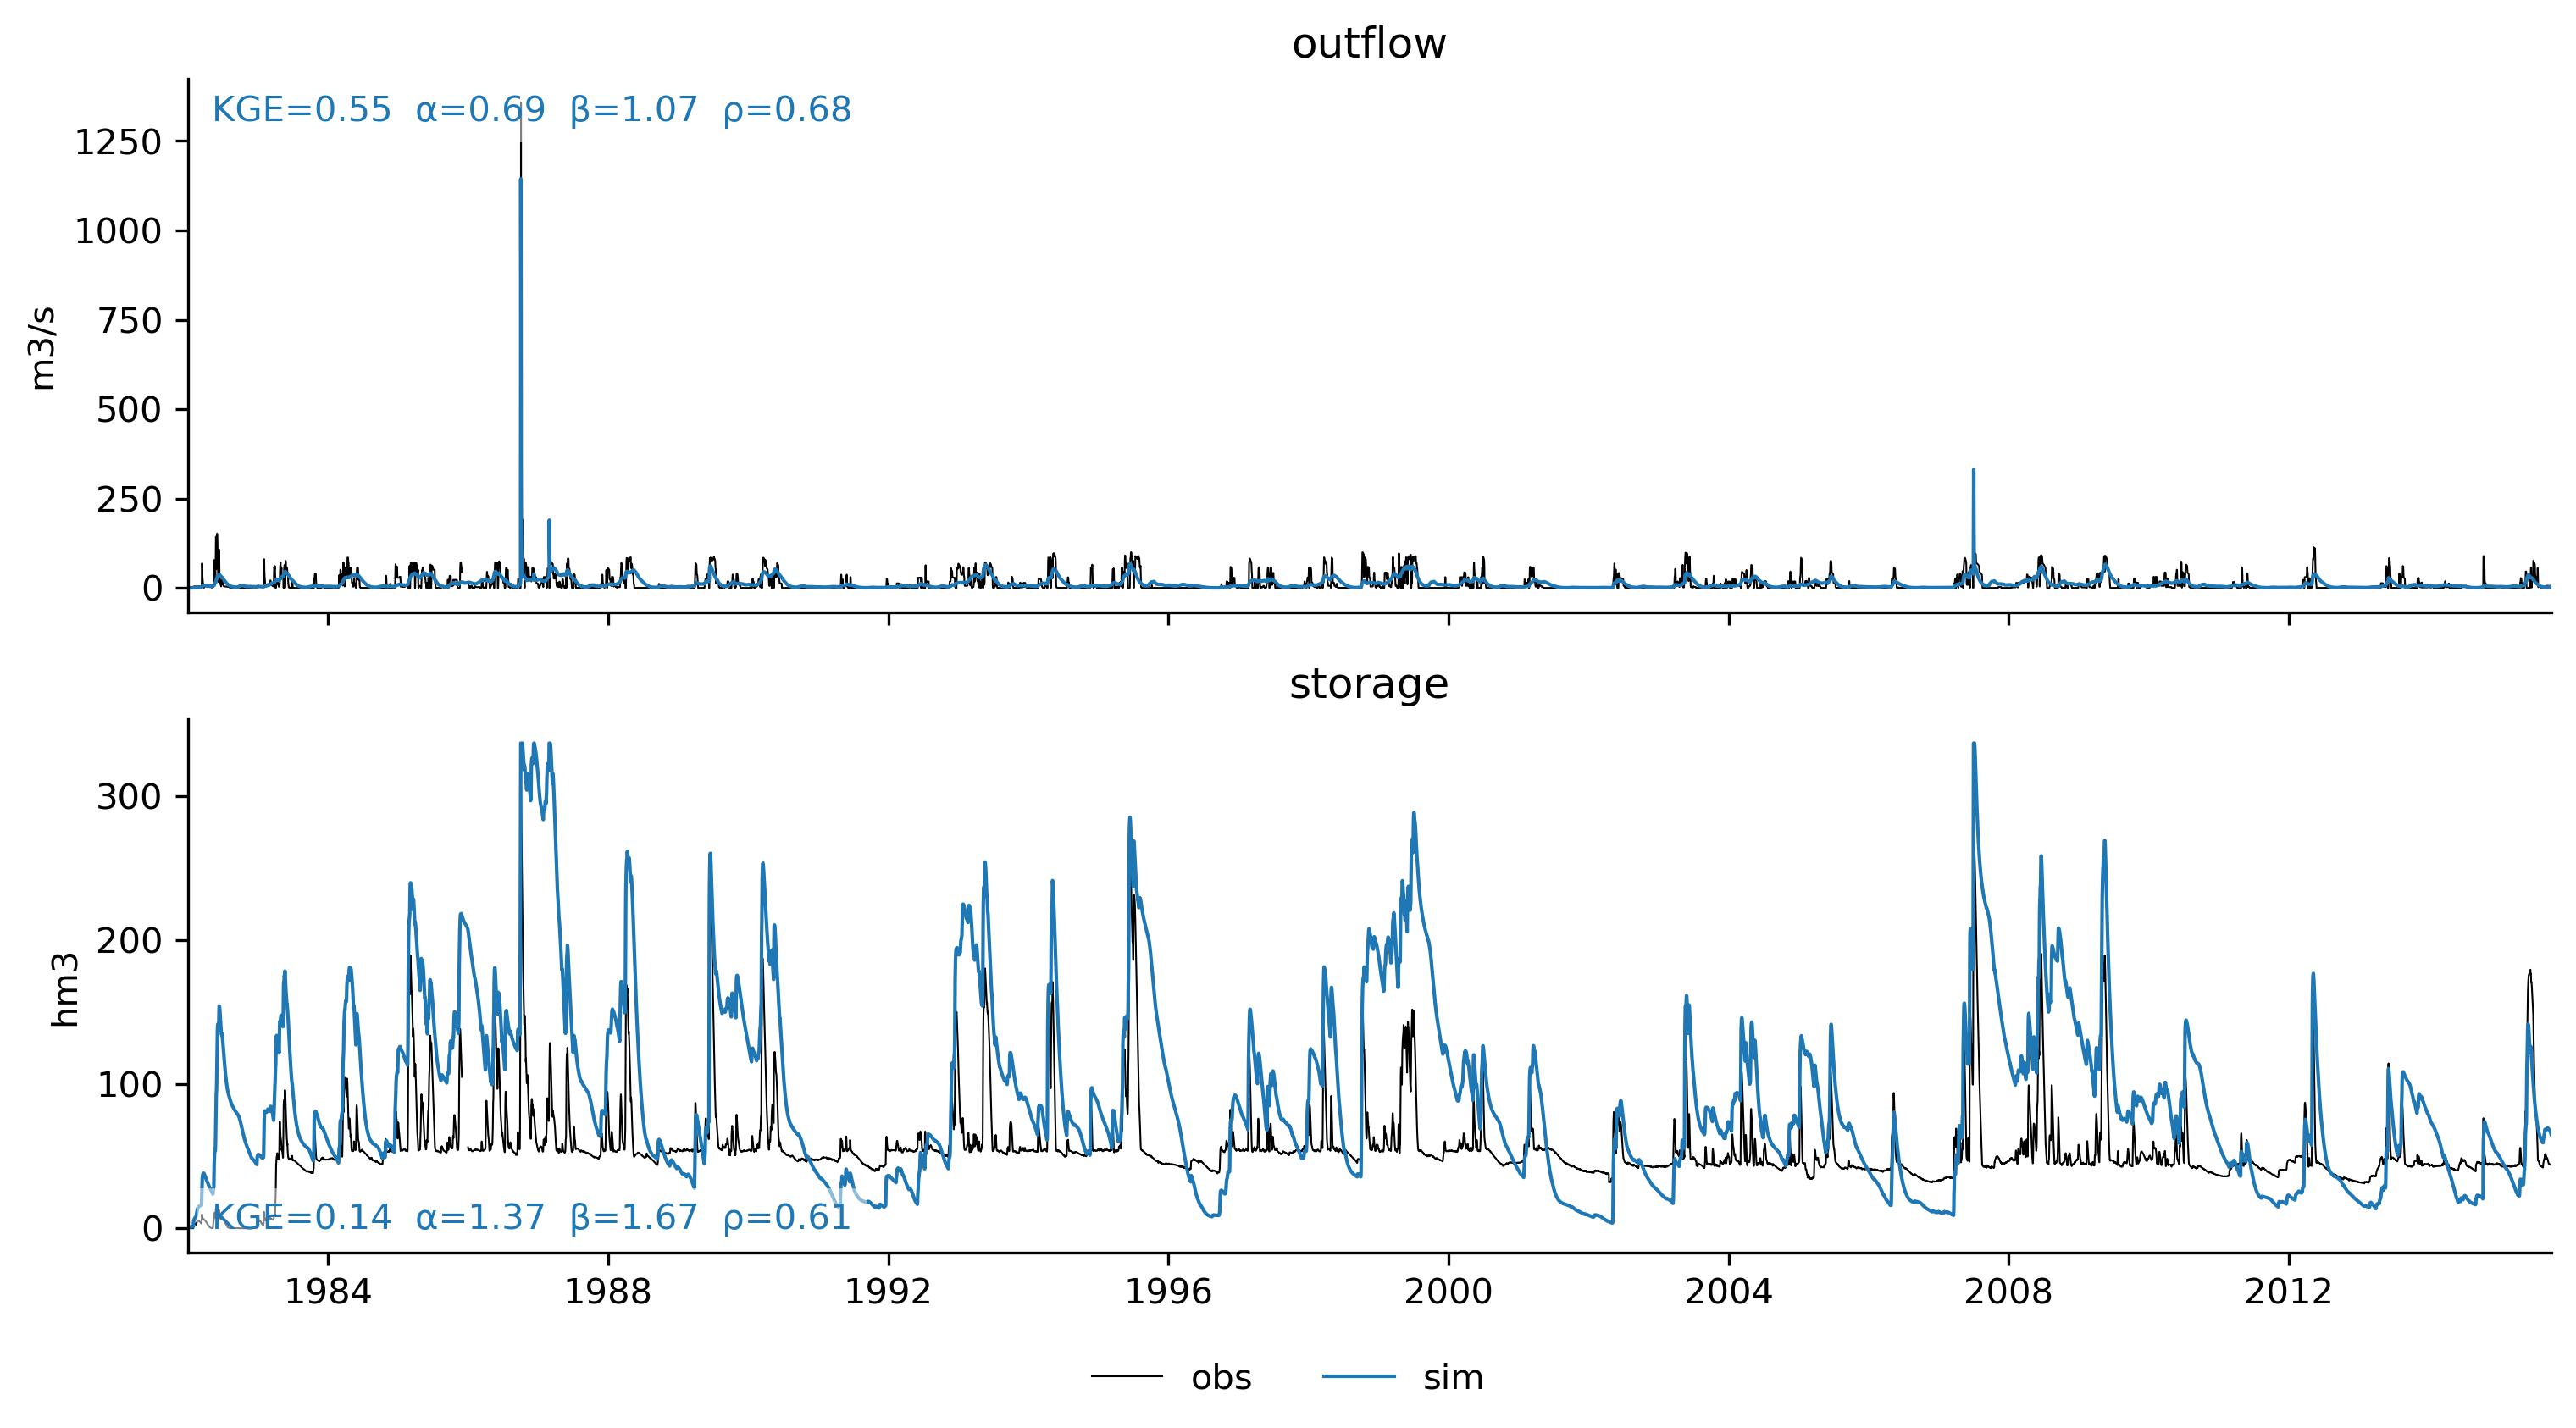 outflow
KGE=0.55 α=0.69 β=1.07 ρ=0.68
1250
1000
750
500
250
0
m3/s
storage
300
200
100
0
hm3
KGE=0.14 α=1.37 β=1.67 ρ=0.61
1984 1988 1992 1996 2000 2004 2008 2012
obs sim